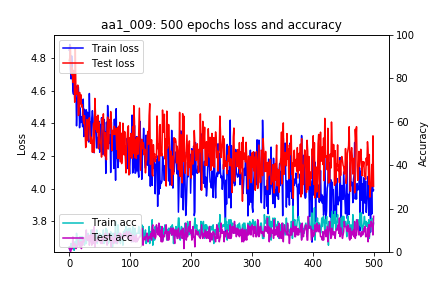 aa1_009: 500 epochs loss and accuracy
Train loss
Test loss
Train acc
Test acc
Loss
Accuracy
4.8
4.6
4.4
4.2
4.0
3.8
100
80
60
40
20
0
0 100 200 300 400 500